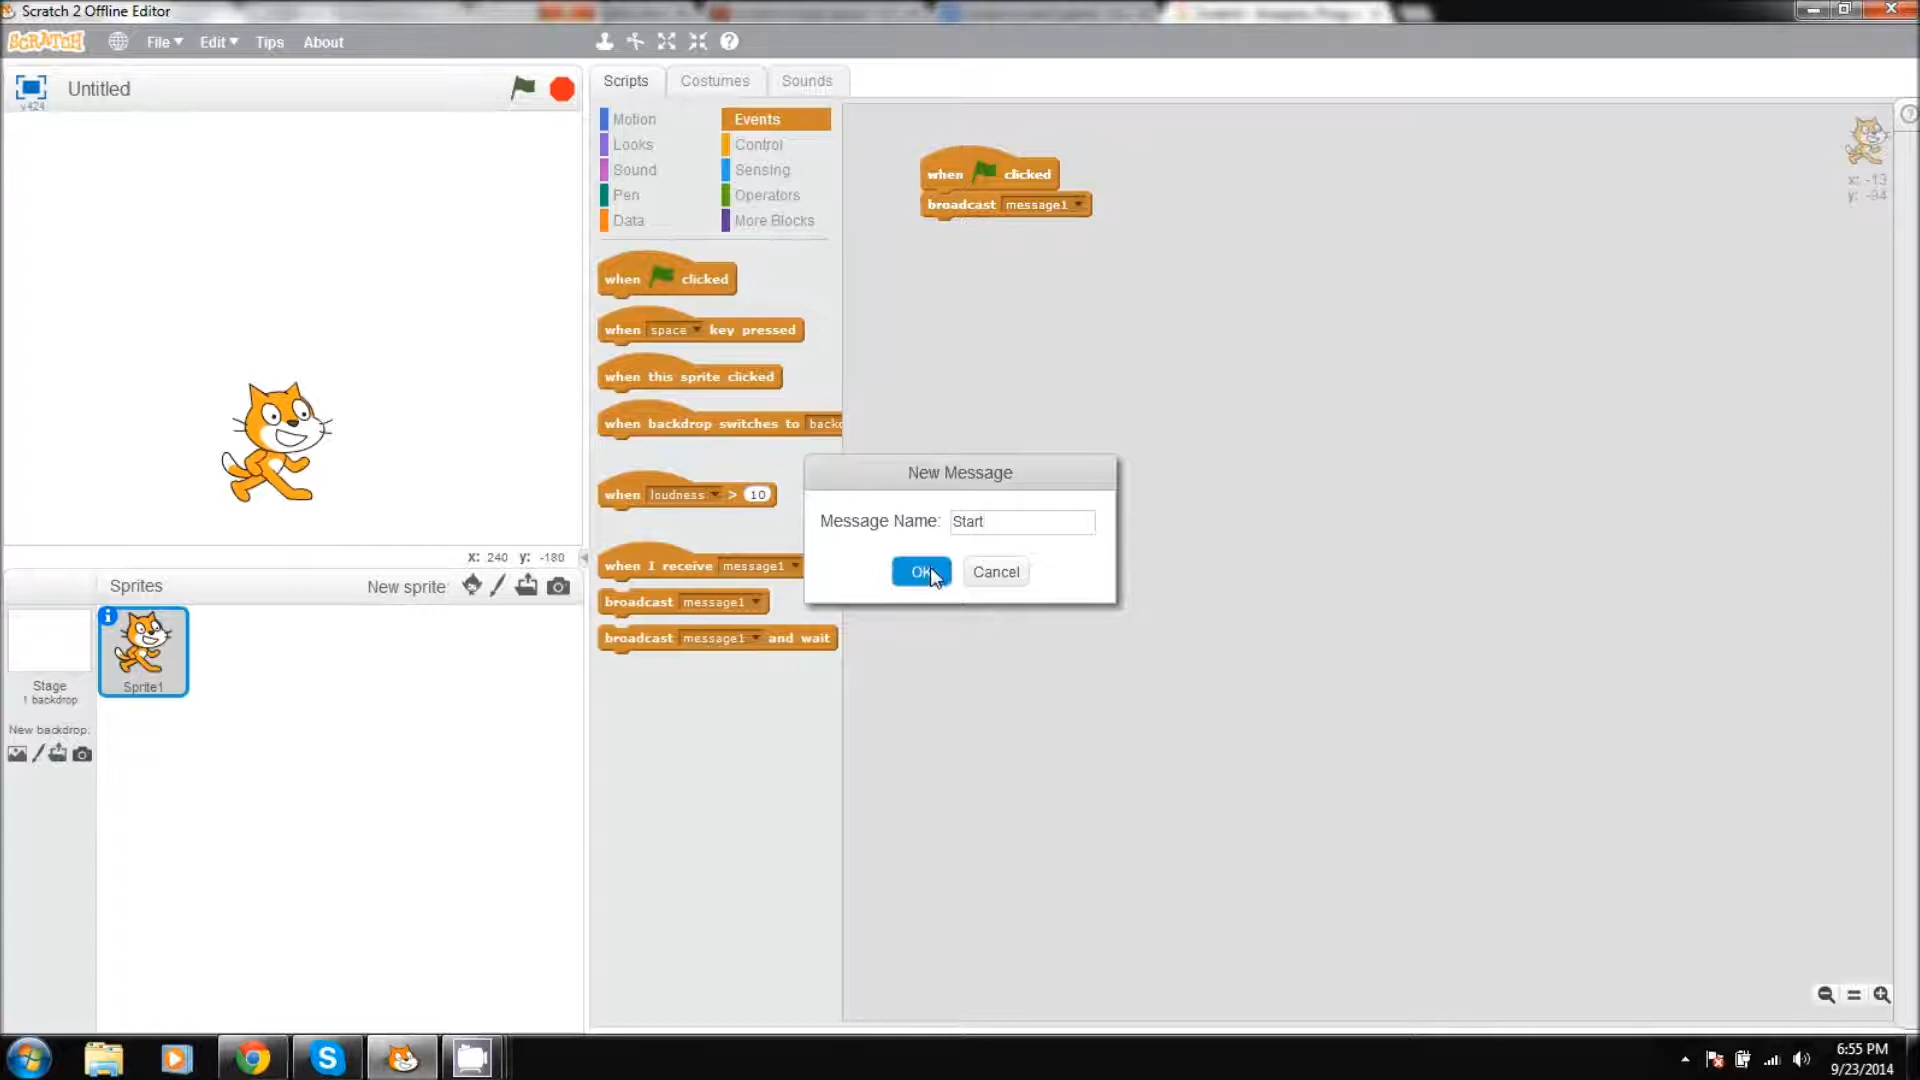 Scratch 2 Offline Editor
SCRATCH
File
Edit
Tips
About
Untitled
v424
Scripts
Costumes
Sounds
Motion
Events
Looks
Control
Sound
Sensing
Pen
Operators
Data
More Blocks
when clicked
when space key pressed
when this sprite clicked
when backdrop switches to
when loudness > 10
when I receive message1
broadcast message1
broadcast message1 and wait
when clicked
broadcast message1
x: -13
y: -94
New Message
Message Name: Start
OK
Cancel
x: 240 y: -180
Sprites
New sprite:
Sprite1
Stage
1 backdrop
New backdrop:
6:55 PM
9/23/2014